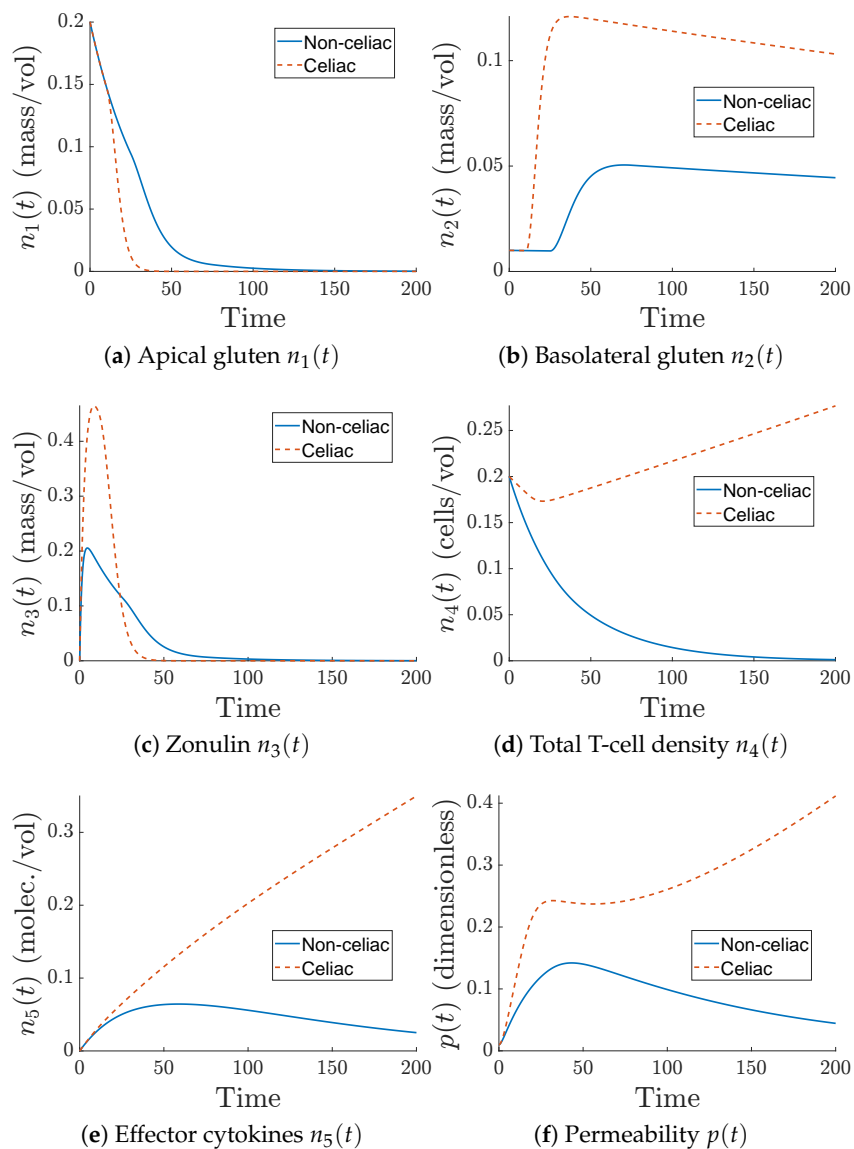 n₁(t) (mass/vol)
0.2
0.15
0.1
0.05
0
0 50 100 150 200
Time
Non-celiac
Celiac
(a) Apical gluten n₁(t)
n₂(t) (mass/vol)
0.1
0.05
0
0 50 100 150 200
Time
Non-celiac
Celiac
(b) Basolateral gluten n₂(t)
n₃(t) (mass/vol)
0.4
0.3
0.2
0.1
0
0 50 100 150 200
Time
Non-celiac
Celiac
(c) Zonulin n₃(t)
n₄(t) (cells/vol)
0.25
0.2
0.15
0.1
0.05
0
0 50 100 150 200
Time
Non-celiac
Celiac
(d) Total T-cell density n₄(t)
n₅(t) (molec./vol)
0.3
0.2
0.1
0
0 50 100 150 200
Time
Non-celiac
Celiac
(e) Effector cytokines n₅(t)
p(t) (dimensionless)
0.4
0.3
0.2
0.1
0
0 50 100 150 200
Time
Non-celiac
Celiac
(f) Permeability p(t)